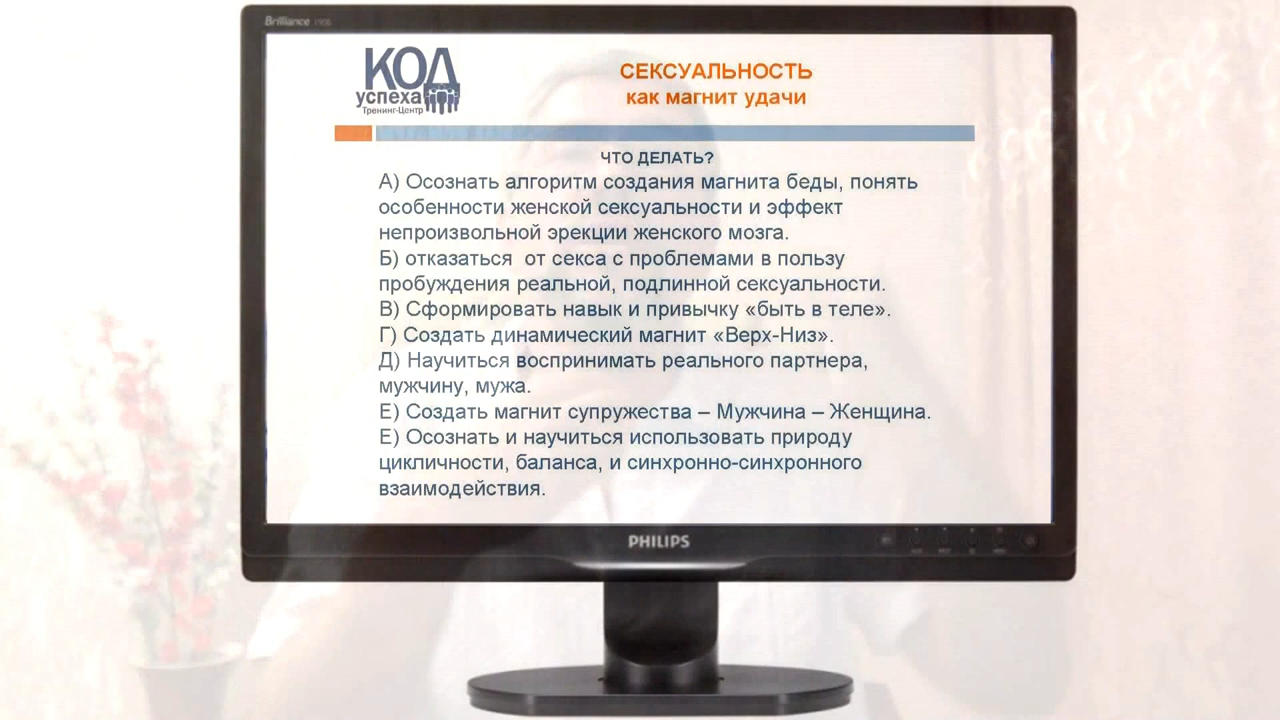 Brilliance 190S
КОД
успеха
Тренинг-Центр
СЕКСУАЛЬНОСТЬ
как магнит удачи
ЧТО ДЕЛАТЬ?
А) Осознать алгоритм создания магнита беды, понять
особенности женской сексуальности и эффект
непроизвольной эрекции женского мозга.
Б) отказаться от секса с проблемами в пользу
пробуждения реальной, подлинной сексуальности.
В) Сформировать навык и привычку «быть в теле».
Г) Создать динамический магнит «Верх-Низ».
Д) Научиться воспринимать реального партнера,
мужчину, мужа.
Е) Создать магнит супружества – Мужчина – Женщина.
Е) Осознать и научиться использовать природу
цикличности, баланса, и синхронно-синхронного
взаимодействия.
PHILIPS